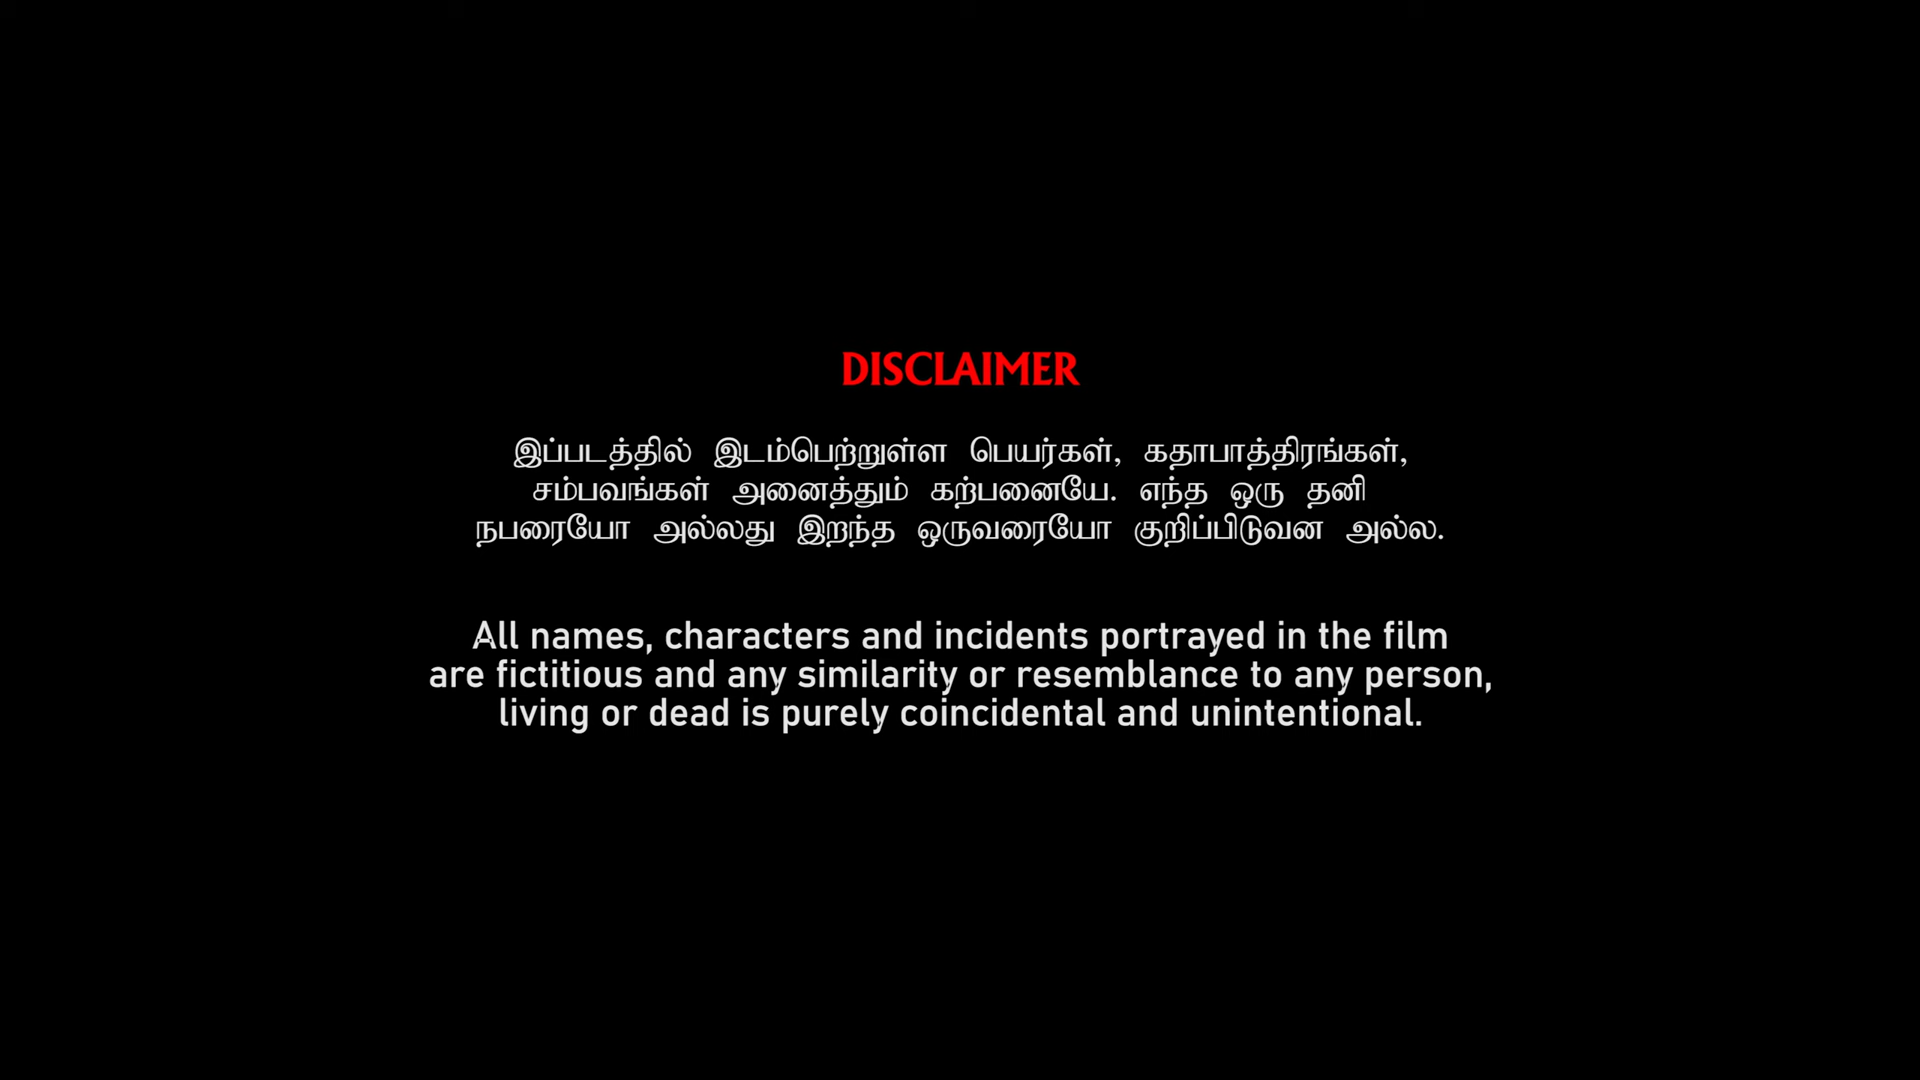 DISCLAIMER
இப்படத்தில் இடம்பெற்றுள்ள பெயர்கள், கதாபாத்திரங்கள்,
சம்பவங்கள் அனைத்தும் கற்பனையே. எந்த ஒரு தனி
நபரையோ அல்லது இறந்த ஒருவரையோ குறிப்பிடுவன அல்ல.
All names, characters and incidents portrayed in the film
are fictitious and any similarity or resemblance to any person,
living or dead is purely coincidental and unintentional.